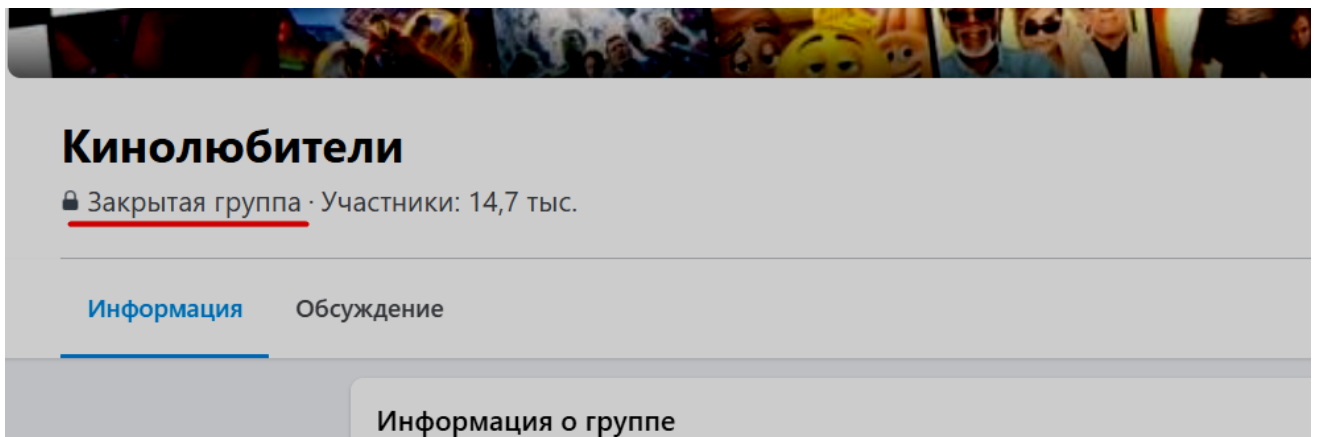 Кинолюбители
Закрытая группа · Участники: 14,7 тыс.
Информация Обсуждение
Информация о группе